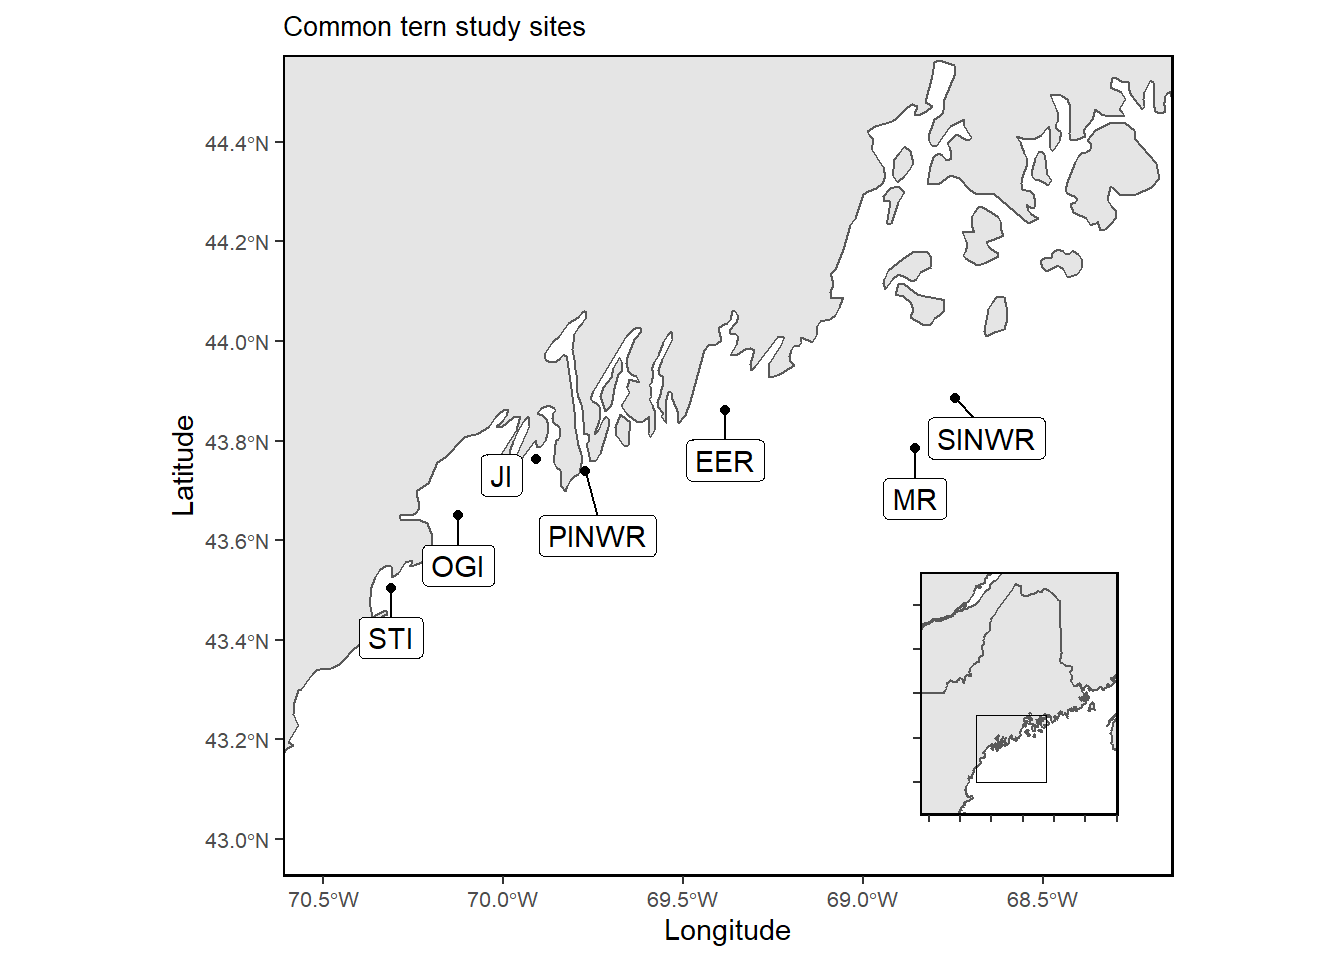 Common tern study sites
44.4°N
44.2°N
44.0°N
43.8°N
43.6°N
43.4°N
43.2°N
43.0°N
Latitude
SINWR
EER
JI
MR
PINWR
OGI
STI
70.5°W
70.0°W
69.5°W
69.0°W
68.5°W
Longitude